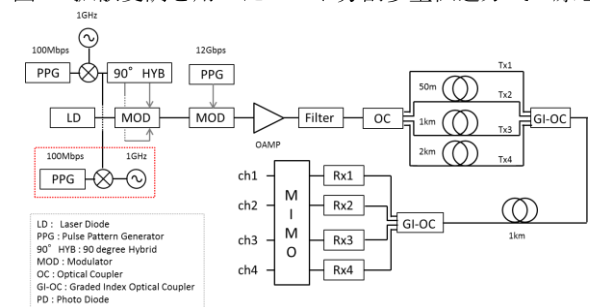 1GHz
100Mbps
12Gbps
PPG
90° HYB
PPG
50m
Tx1
Tx2
LD
MOD
MOD
OAMP
Filter
OC
1km
Tx3
GI-OC
2km
Tx4
100Mbps
1GHz
PPG
ch1
ch2
ch3
ch4
MIMO
Rx1
Rx2
Rx3
Rx4
GI-OC
1km
LD : Laser Diode
PPG : Pulse Pattern Generator
90° HYB : 90 degree Hybrid
MOD : Modulator
OC : Optical Coupler
GI-OC : Graded Index Optical Coupler
PD : Photo Diode